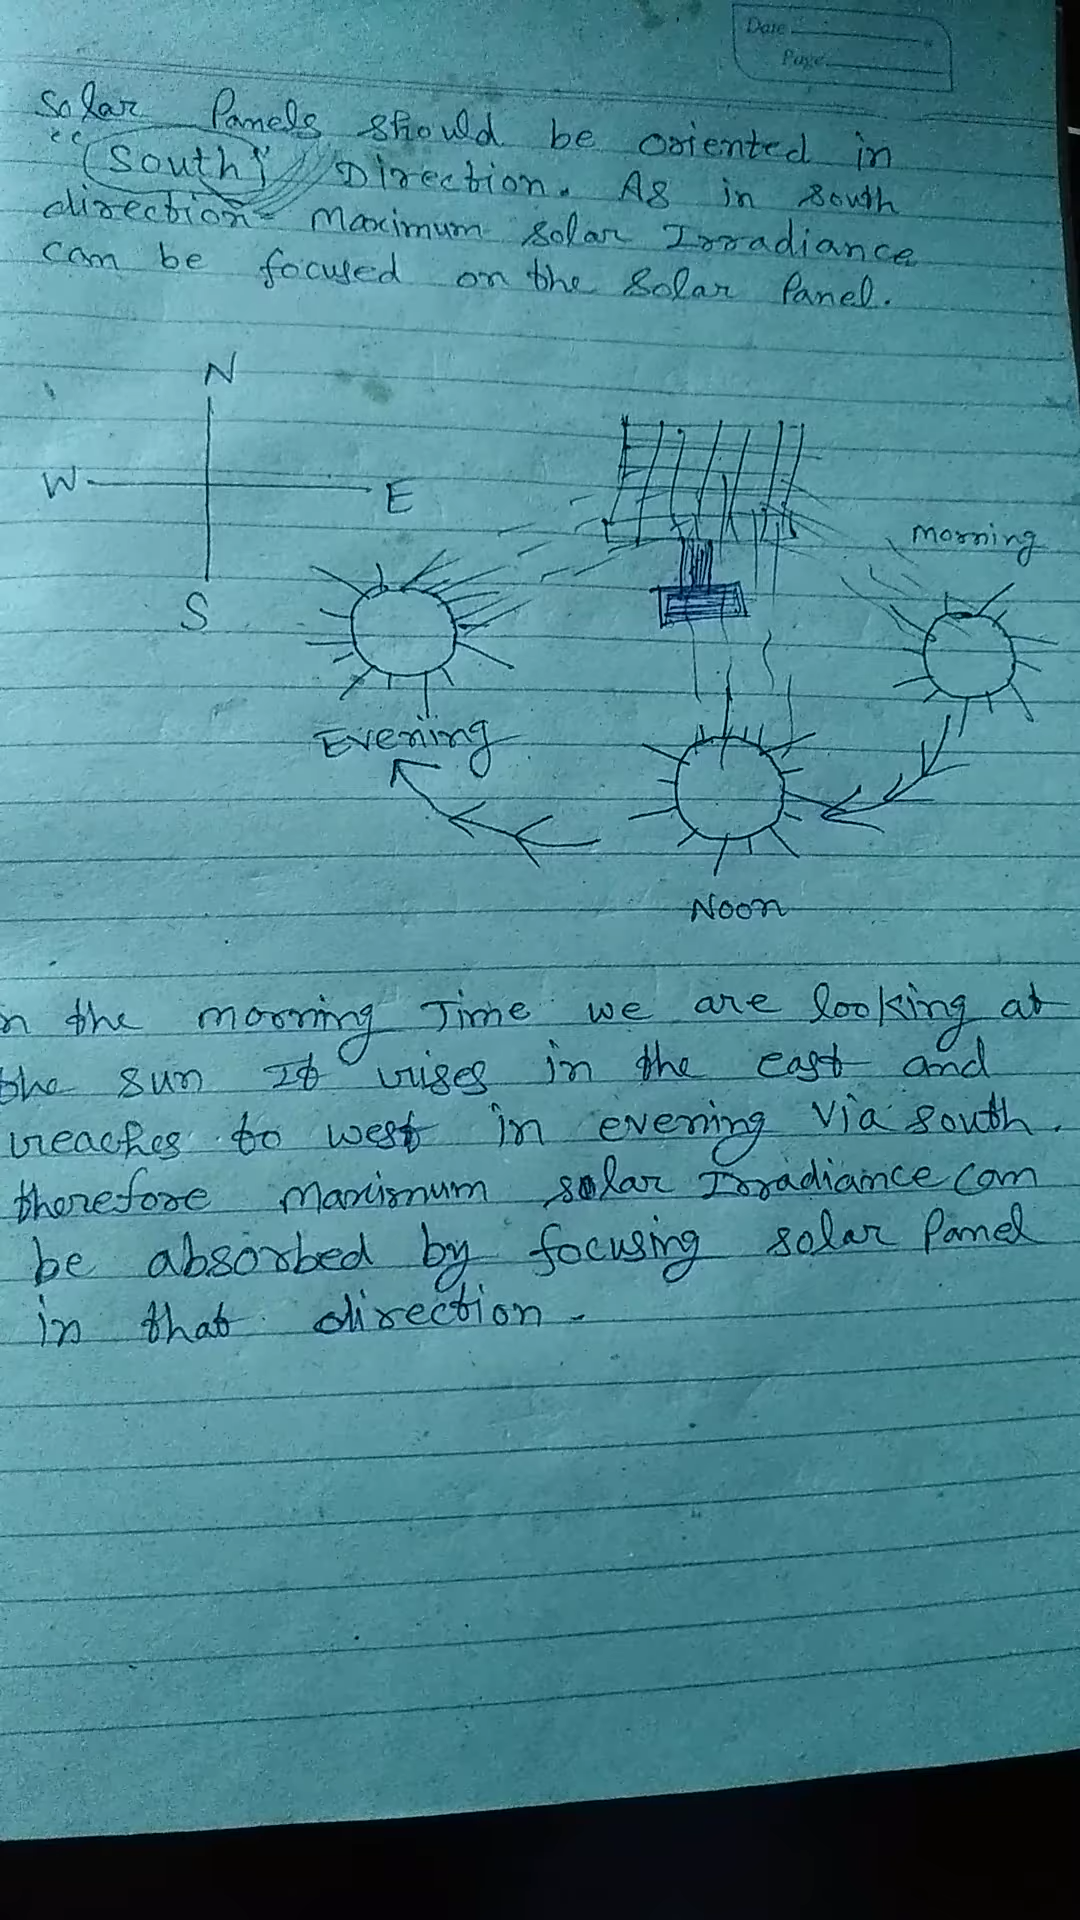 Date
Page
Solar Panels should be oriented in
"South" Direction. As in south
direction maximum solar Irradiance
can be focused on the Solar Panel.
N
W E
S
morning
Evening
Noon
n the morning Time we are looking at
the sun It rises in the east and
reaches to west in evening via south.
therefore maximum solar Irradiance can
be absorbed by focusing solar Panel
in that direction.